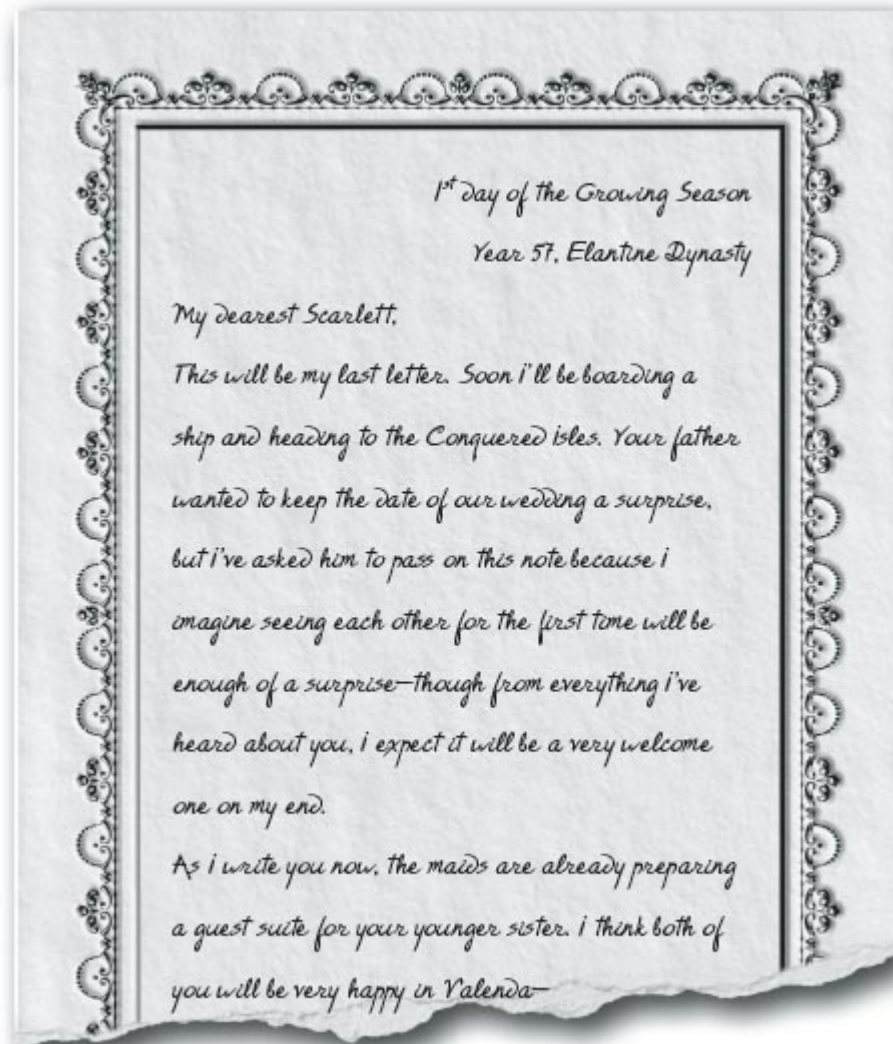 1st day of the Growing Season
Year 57, Elantine Dynasty
My dearest Scarlett,
This will be my last letter. Soon i'll be boarding a
ship and heading to the Conquered isles. Your father
wanted to keep the date of our wedding a surprise,
but i've asked him to pass on this note because i
imagine seeing each other for the first time will be
enough of a surprise—though from everything i've
heard about you, i expect it will be a very welcome
one on my end.
As i write you now, the maids are already preparing
a guest suite for your younger sister. i think both of
you will be very happy in Valenda—